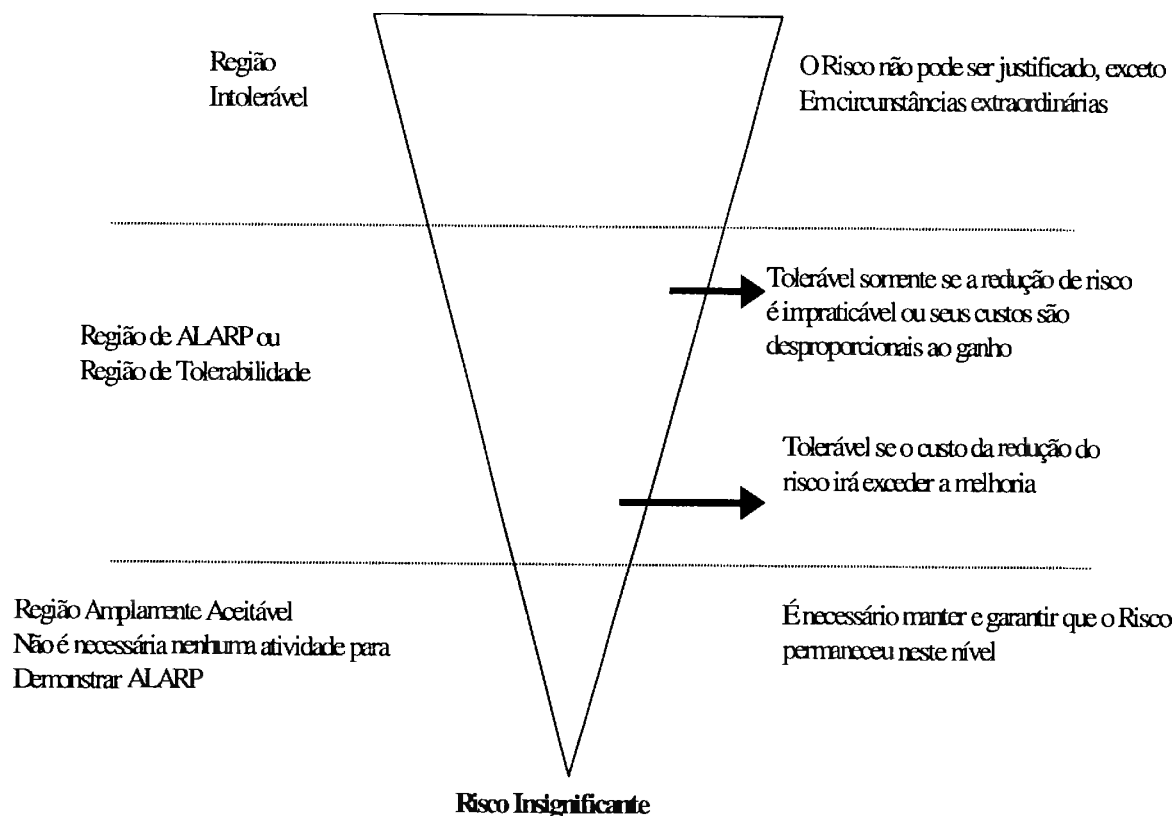 Região
Intolerável
O Risco não pode ser justificado, exceto
Em circunstâncias extraordinárias
Região de ALARP ou
Região de Tolerabilidade
Tolerável somente se a redução de risco
é impraticável ou seus custos são
desproporcionais ao ganho
Tolerável se o custo da redução do
risco irá exceder a melhoria
Região Amplamente Aceitável
Não é necessária nenhuma atividade para
Demonstrar ALARP
É necessário manter e garantir que o Risco
permaneceu neste nível
Risco Insignificante